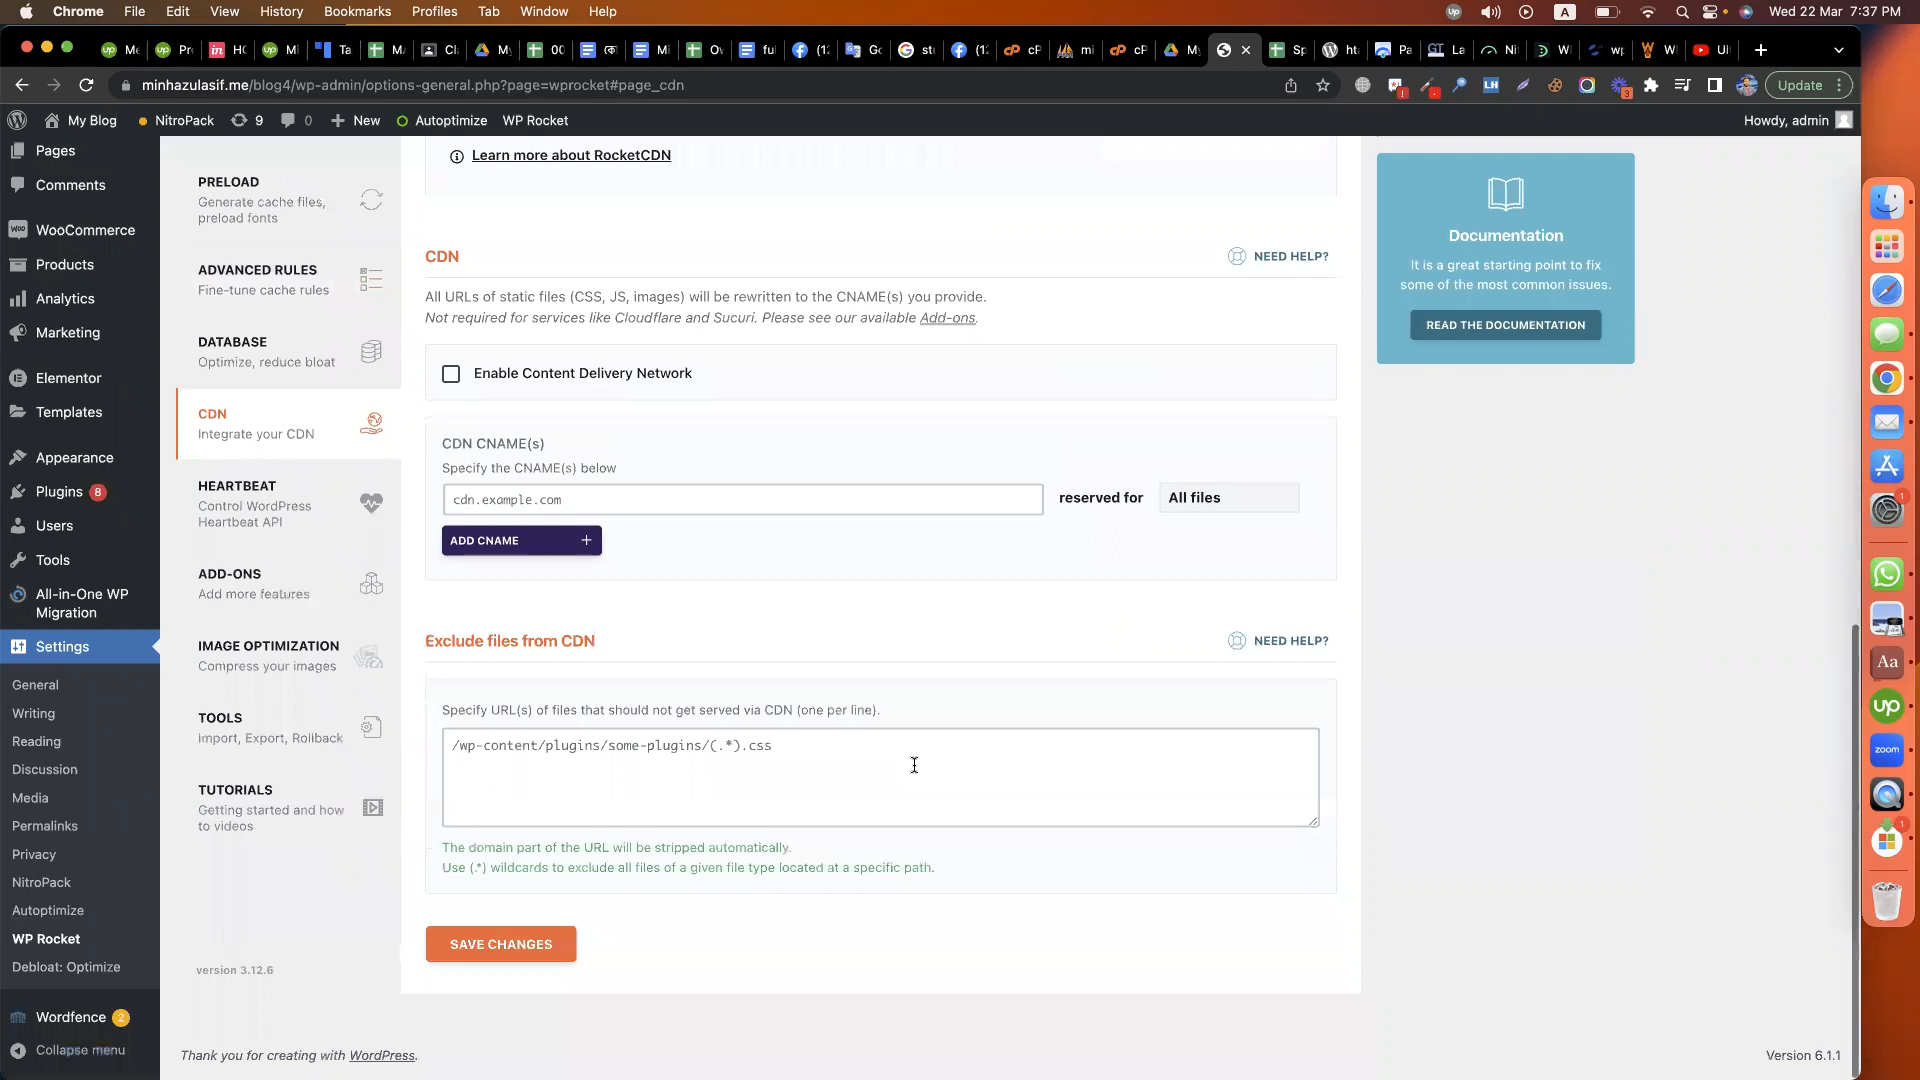 Chrome File Edit View History Bookmarks Profiles Tab Window Help
A Wed 22 Mar 7:37 PM
minhazulasif.me/blog4/wp-admin/options-general.php?page=wprocket#page_cdn
Update
My Blog NitroPack 9 0 New Autoptimize WP Rocket
Howdy, admin
Pages
Comments
WooCommerce
Products
Analytics
Marketing
Elementor
Templates
Appearance
Plugins 8
Users
Tools
All-in-One WP
Migration
Settings
General
Writing
Reading
Discussion
Media
Permalinks
Privacy
NitroPack
Autoptimize
WP Rocket
Debloat: Optimize
Wordfence 2
Collapse menu
PRELOAD
Generate cache files,
preload fonts
ADVANCED RULES
Fine-tune cache rules
DATABASE
Optimize, reduce bloat
CDN
Integrate your CDN
HEARTBEAT
Control WordPress
Heartbeat API
ADD-ONS
Add more features
IMAGE OPTIMIZATION
Compress your images
TOOLS
Import, Export, Rollback
TUTORIALS
Getting started and how
to videos
version 3.12.6
Learn more about RocketCDN
CDN
NEED HELP?
All URLs of static files (CSS, JS, images) will be rewritten to the CNAME(s) you provide.
Not required for services like Cloudflare and Sucuri. Please see our available Add-ons.
Enable Content Delivery Network
CDN CNAME(s)
Specify the CNAME(s) below
cdn.example.com
reserved for
All files
ADD CNAME
Exclude files from CDN
NEED HELP?
Specify URL(s) of files that should not get served via CDN (one per line).
/wp-content/plugins/some-plugins/(.*).css
The domain part of the URL will be stripped automatically.
Use (.*) wildcards to exclude all files of a given file type located at a specific path.
SAVE CHANGES
Documentation
It is a great starting point to fix
some of the most common issues.
READ THE DOCUMENTATION
Thank you for creating with WordPress.
Version 6.1.1
Aa
up
zoom